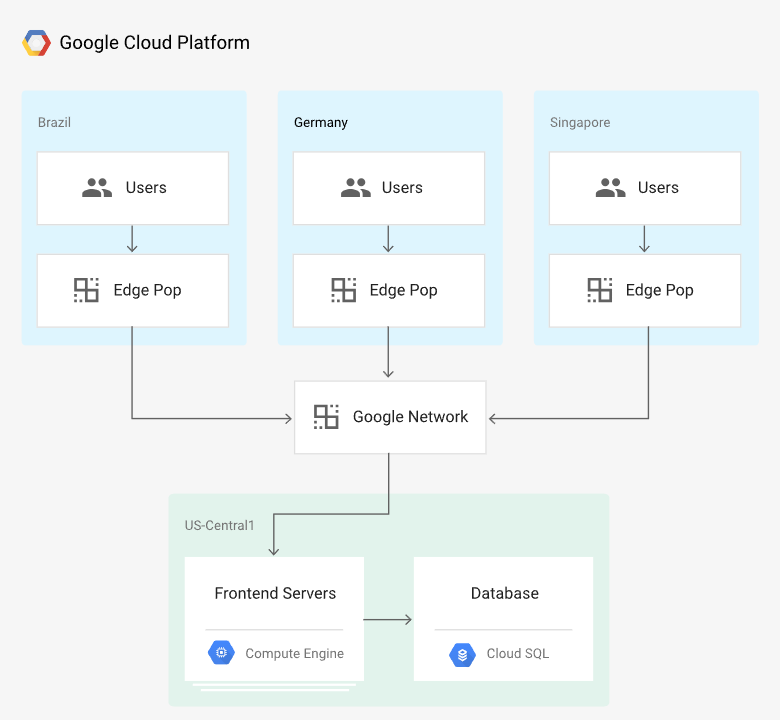 Google Cloud Platform
Brazil
Germany
Singapore
Users
Users
Users
Edge Pop
Edge Pop
Edge Pop
Google Network
US-Central1
Frontend Servers
Compute Engine
Database
Cloud SQL